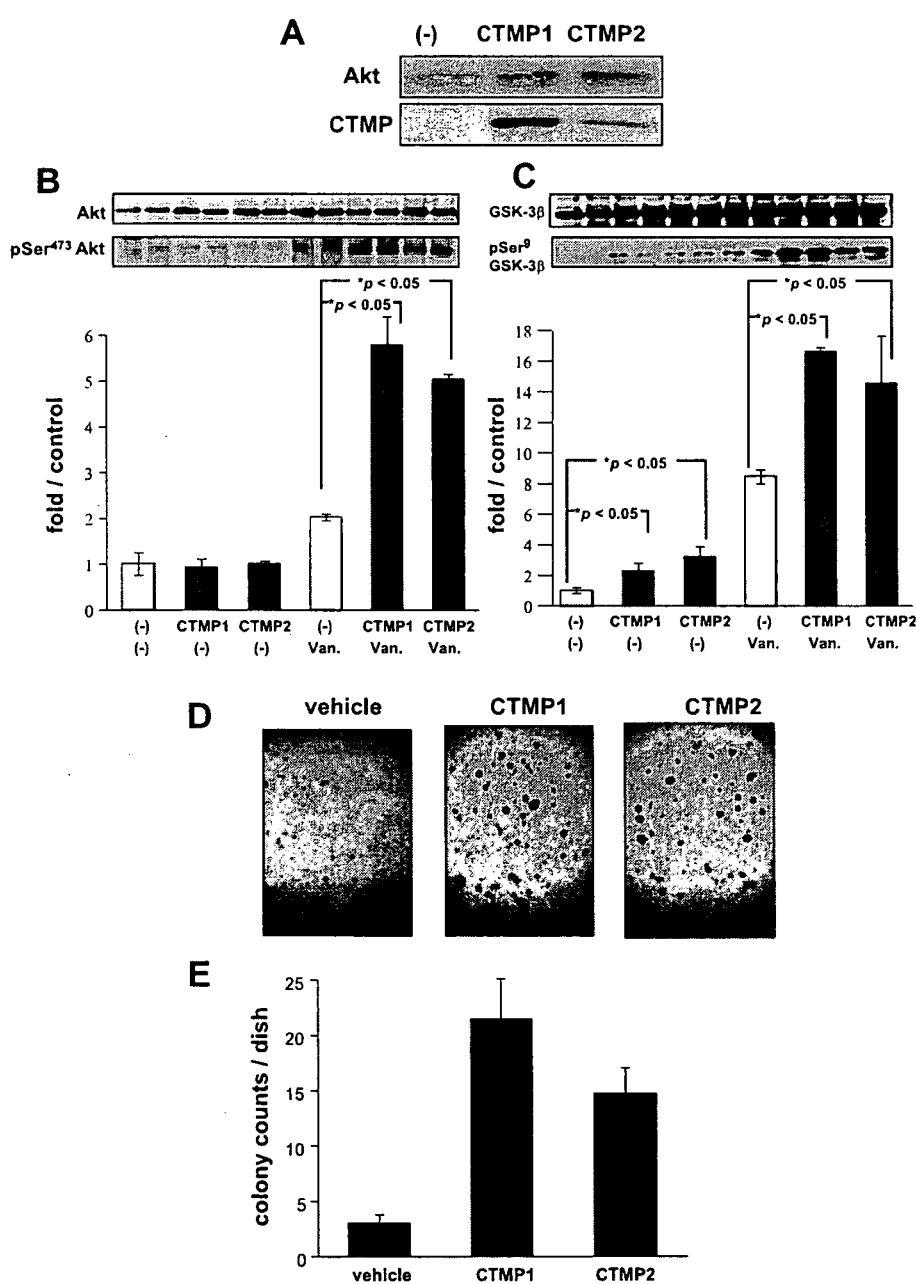 A
(-) CTMP1 CTMP2
Akt
CTMP
B
Akt
pSer473 Akt
*p < 0.05
*p < 0.05
fold / control
6
5
4
3
2
1
0
(-) CTMP1 CTMP2 (-) CTMP1 CTMP2
(-) (-) (-) Van. Van. Van.
C
GSK-3β
pSer9
GSK-3β
*p < 0.05
*p < 0.05
*p < 0.05
*p < 0.05
fold / control
18
16
14
12
10
8
6
4
2
0
(-) CTMP1 CTMP2 (-) CTMP1 CTMP2
(-) (-) (-) Van. Van. Van.
D
vehicle CTMP1 CTMP2
E
colony counts / dish
25
20
15
10
5
0
vehicle CTMP1 CTMP2